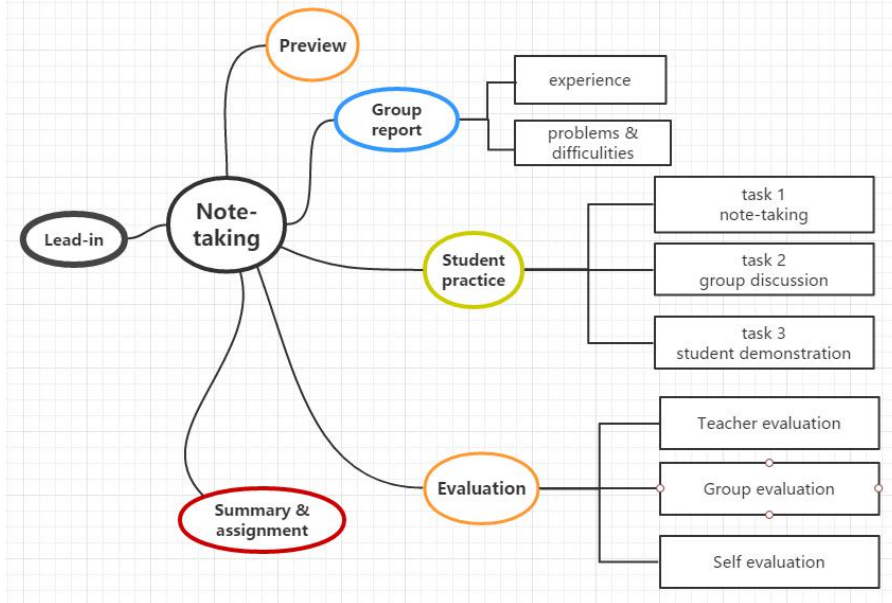 Preview
Group
report
experience
problems &
difficulities
Note-
taking
Lead-in
Student
practice
task 1
note-taking
task 2
group discussion
task 3
student demonstration
Evaluation
Teacher evaluation
Group evaluation
Self evaluation
Summary &
assignment